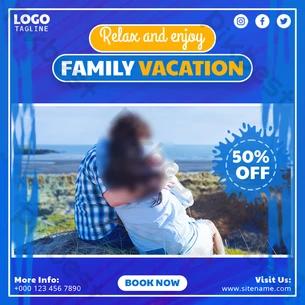 LOGO
TAGLINE
Relax and enjoy
FAMILY VACATION
50%
OFF
More Info:
+000 123 456 7890
BOOK NOW
Visit Us:
www.sitename.com